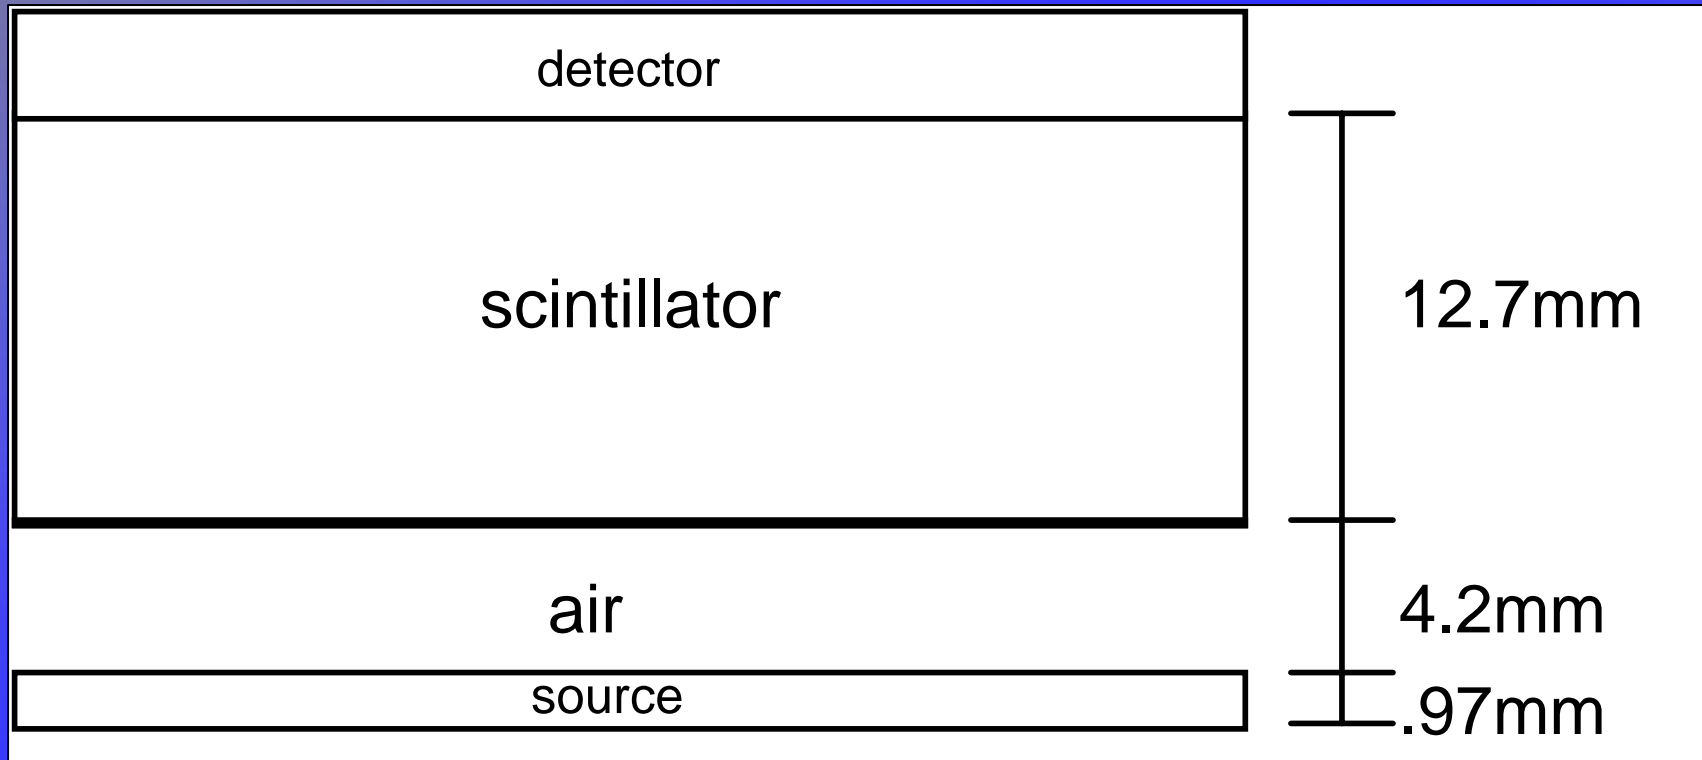 detector
scintillator
12.7mm
air
4.2mm
source
.97mm